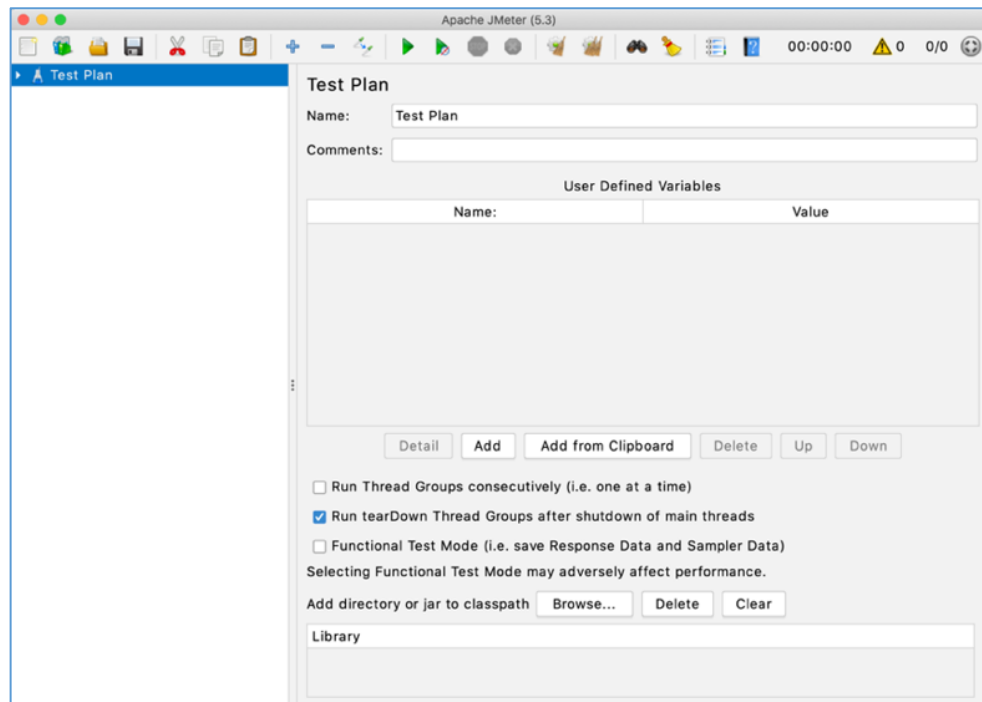 Apache JMeter (5.3)
00:00:00 0 0/0
Test Plan
Test Plan
Name: Test Plan
Comments:
User Defined Variables
Name: Value
Detail Add Add from Clipboard Delete Up Down
Run Thread Groups consecutively (i.e. one at a time)
Run tearDown Thread Groups after shutdown of main threads
Functional Test Mode (i.e. save Response Data and Sampler Data)
Selecting Functional Test Mode may adversely affect performance.
Add directory or jar to classpath Browse... Delete Clear
Library